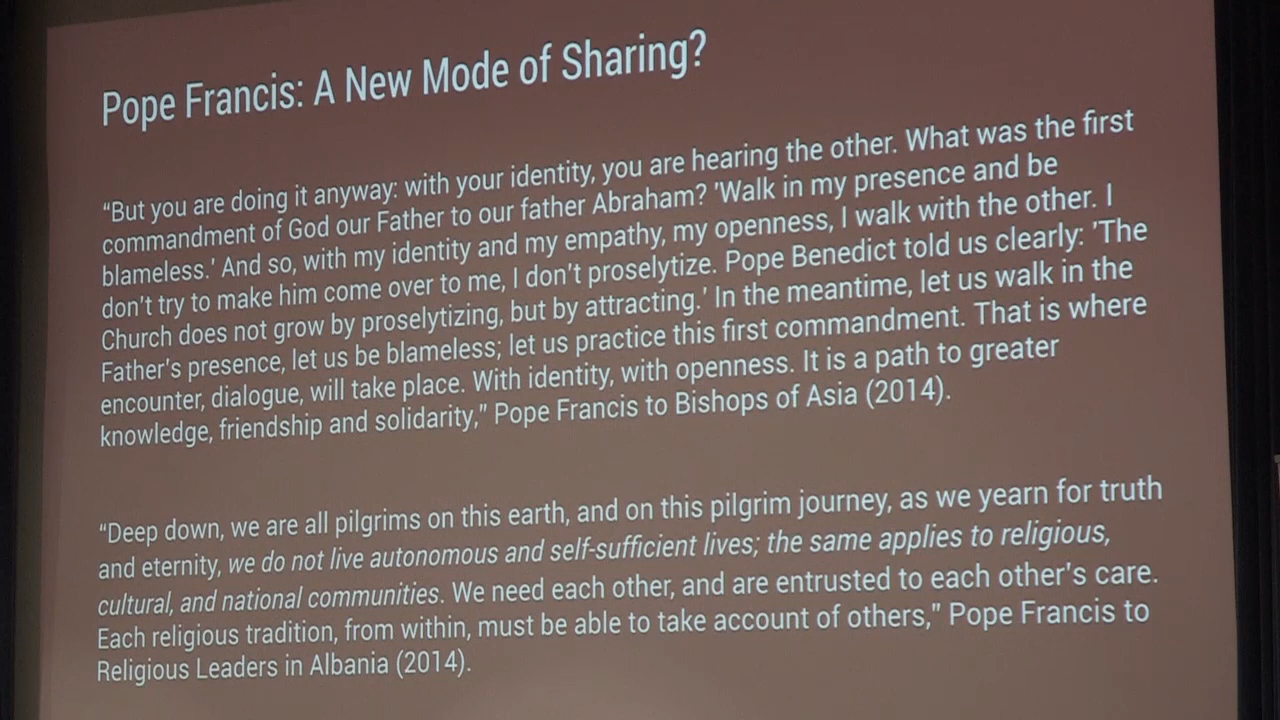 Pope Francis: A New Mode of Sharing?
“But you are doing it anyway: with your identity, you are hearing the other. What was the first
commandment of God our Father to our father Abraham? 'Walk in my presence and be
blameless.' And so, with my identity and my empathy, my openness, I walk with the other. I
don't try to make him come over to me, I don't proselytize. Pope Benedict told us clearly: 'The
Church does not grow by proselytizing, but by attracting.' In the meantime, let us walk in the
Father's presence, let us be blameless; let us practice this first commandment. That is where
encounter, dialogue, will take place. With identity, with openness. It is a path to greater
knowledge, friendship and solidarity,” Pope Francis to Bishops of Asia (2014).
“Deep down, we are all pilgrims on this earth, and on this pilgrim journey, as we yearn for truth
and eternity, we do not live autonomous and self-sufficient lives; the same applies to religious,
cultural, and national communities. We need each other, and are entrusted to each other's care.
Each religious tradition, from within, must be able to take account of others,” Pope Francis to
Religious Leaders in Albania (2014).